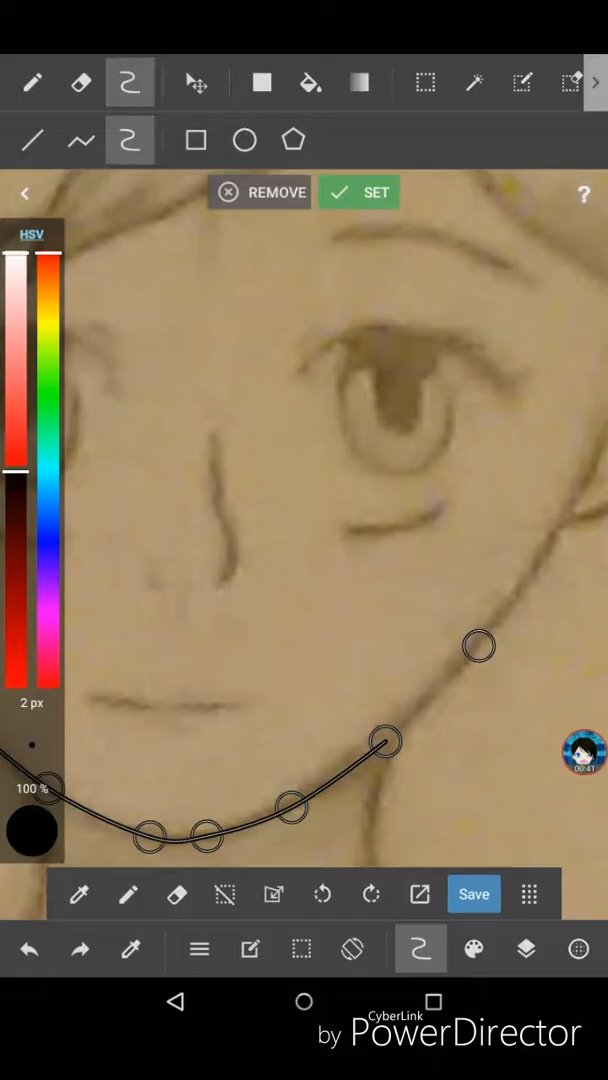 REMOVE
SET
?
HSV
2 px
00:41
100 %
Save
CyberLink
by PowerDirector